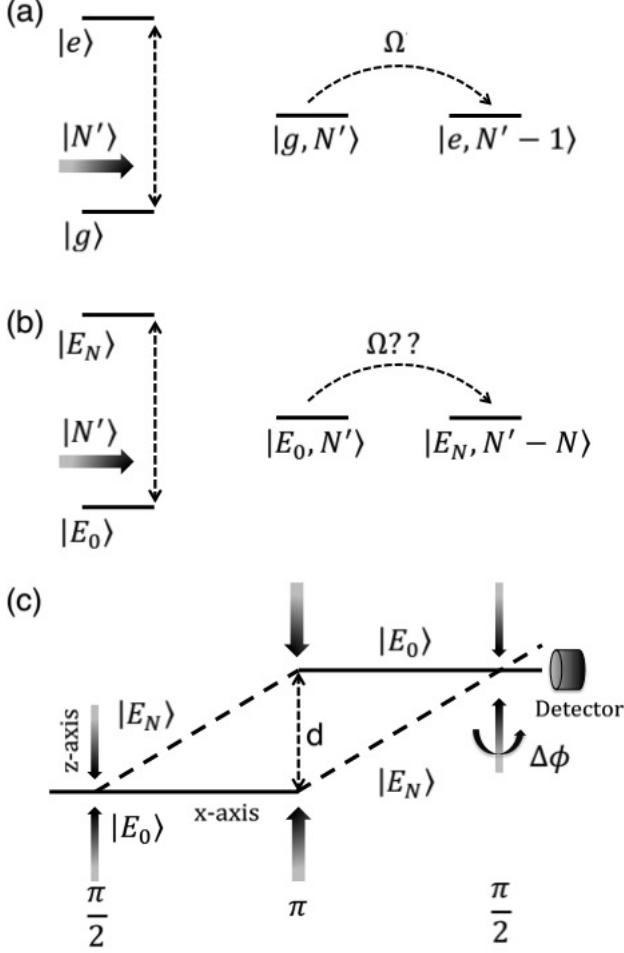 (a)
|e⟩
|N'⟩
|g⟩
Ω
|g, N'⟩
|e, N' − 1⟩
(b)
|E_N⟩
|N'⟩
|E_0⟩
Ω??
|E_0, N'⟩
|E_N, N' − N⟩
(c)
|E_0⟩
Detector
z-axis
|E_N⟩
d
Δϕ
x-axis
|E_N⟩
|E_0⟩
π/2
π
π/2